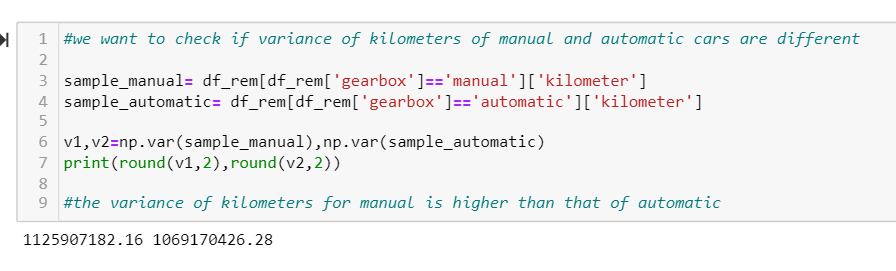 1 #we want to check if variance of kilometers of manual and automatic cars are different
2
3 sample_manual= df_rem[df_rem['gearbox']=='manual']['kilometer']
4 sample_automatic= df_rem[df_rem['gearbox']=='automatic']['kilometer']
5
6 v1,v2=np.var(sample_manual),np.var(sample_automatic)
7 print(round(v1,2),round(v2,2))
8
9 #the variance of kilometers for manual is higher than that of automatic
1125907182.16 1069170426.28